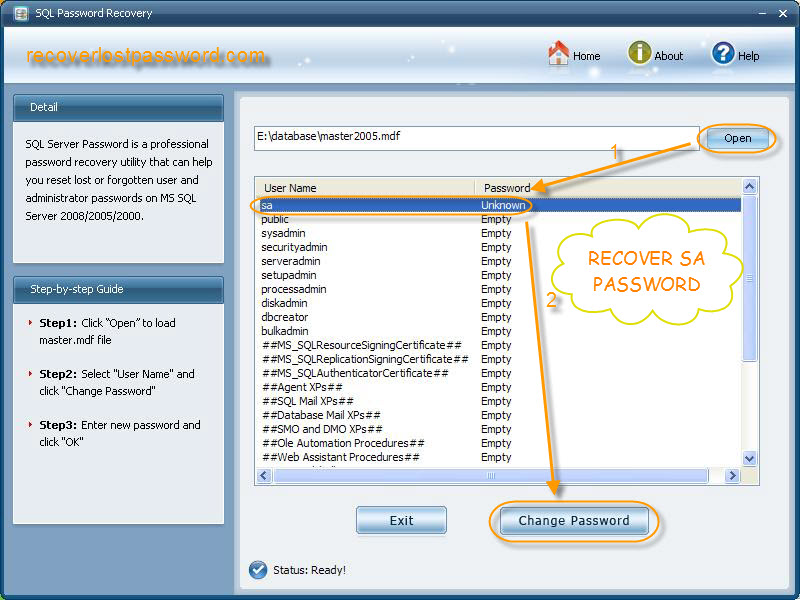 SQL Password Recovery
recoverlostpassword.com
Home
About
Help
Detail
SQL Server Password is a professional
password recovery utility that can help
you reset lost or forgotten user and
administrator passwords on MS SQL
Server 2008/2005/2000.
Step-by-step Guide
Step1: Click “Open” to load
master.mdf file
Step2: Select "User Name" and
click "Change Password"
Step3: Enter new password and
click "OK"
E:\database\master2005.mdf
Open
1
User Name Password
sa Unknown
public Empty
sysadmin Empty
securityadmin Empty
serveradmin Empty
setupadmin Empty
processadmin Empty
diskadmin Empty
dbcreator Empty
bulkadmin Empty
##MS_SQLResourceSigningCertificate## Empty
##MS_SQLReplicationSigningCertificate## Empty
##MS_SQLAuthenticatorCertificate## Empty
##Agent XPs## Empty
##SQL Mail XPs## Empty
##Database Mail XPs## Empty
##SMO and DMO XPs## Empty
##Ole Automation Procedures## Empty
##Web Assistant Procedures## Empty
RECOVER SA
PASSWORD
2
Exit
Change Password
Status: Ready!